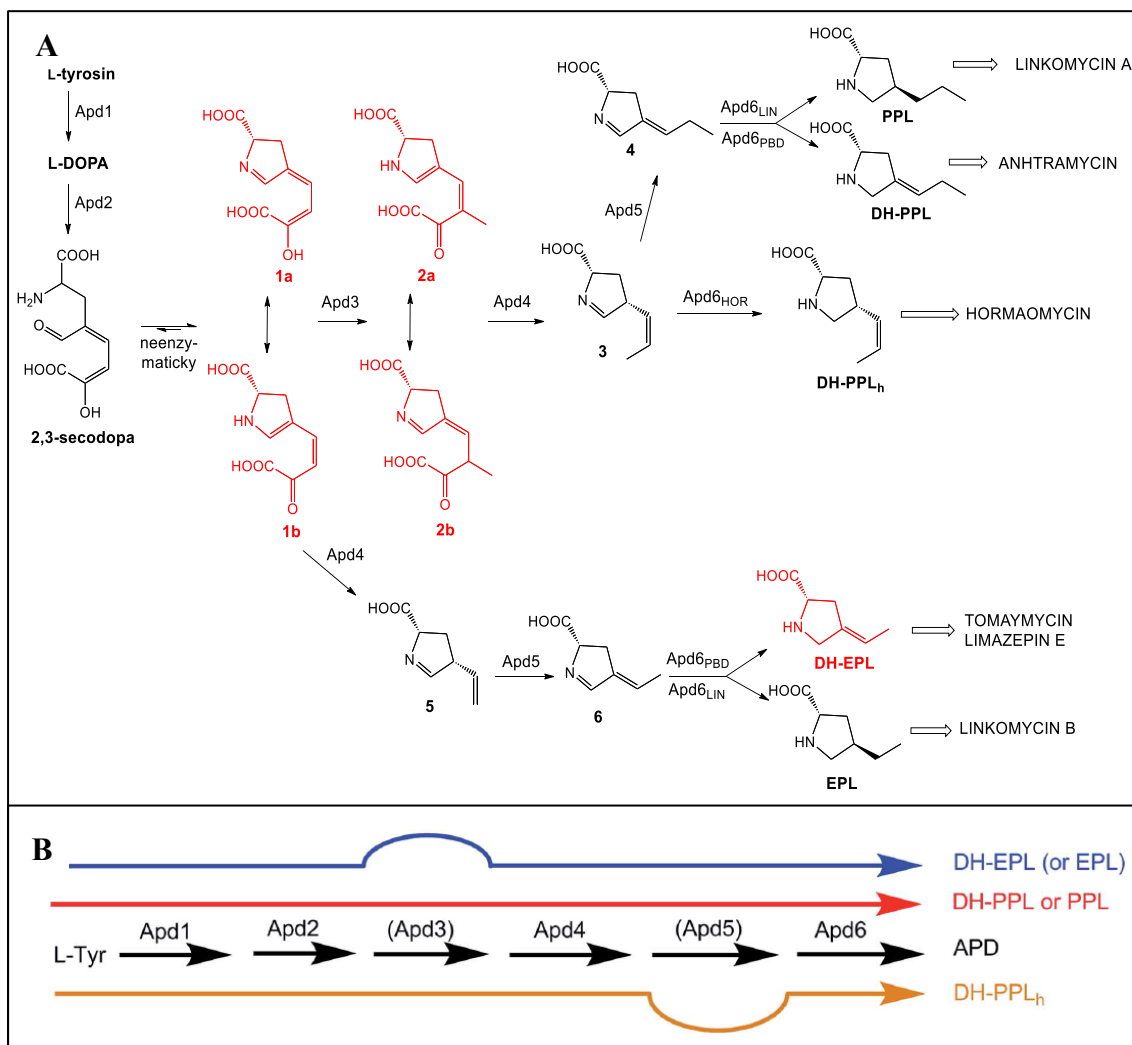 A
L-tyrosin
Apd1
L-DOPA
Apd2
COOH
H2N
O
HOOC
OH
2,3-secodopa
neenzy-
maticky
HOOC
N
HOOC
OH
1a
HOOC
HN
HOOC
O
1b
Apd3
HOOC
HN
HOOC
O
2a
HOOC
N
HOOC
O
2b
Apd4
HOOC
N
3
Apd5
HOOC
N
4
Apd6LIN
Apd6PBD
HOOC
HN
PPL
LINKOMYCIN A
HOOC
HN
DH-PPL
ANHTRAMYCIN
Apd6HOR
HOOC
HN
DH-PPLh
HORMAOMYCIN
Apd4
HOOC
N
5
Apd5
HOOC
N
6
Apd6PBD
Apd6LIN
HOOC
HN
DH-EPL
TOMAYMYCIN
LIMAZEPIN E
HOOC
HN
EPL
LINKOMYCIN B
B
DH-EPL (or EPL)
DH-PPL or PPL
L-Tyr
Apd1
Apd2
(Apd3)
Apd4
(Apd5)
Apd6
APD
DH-PPLh